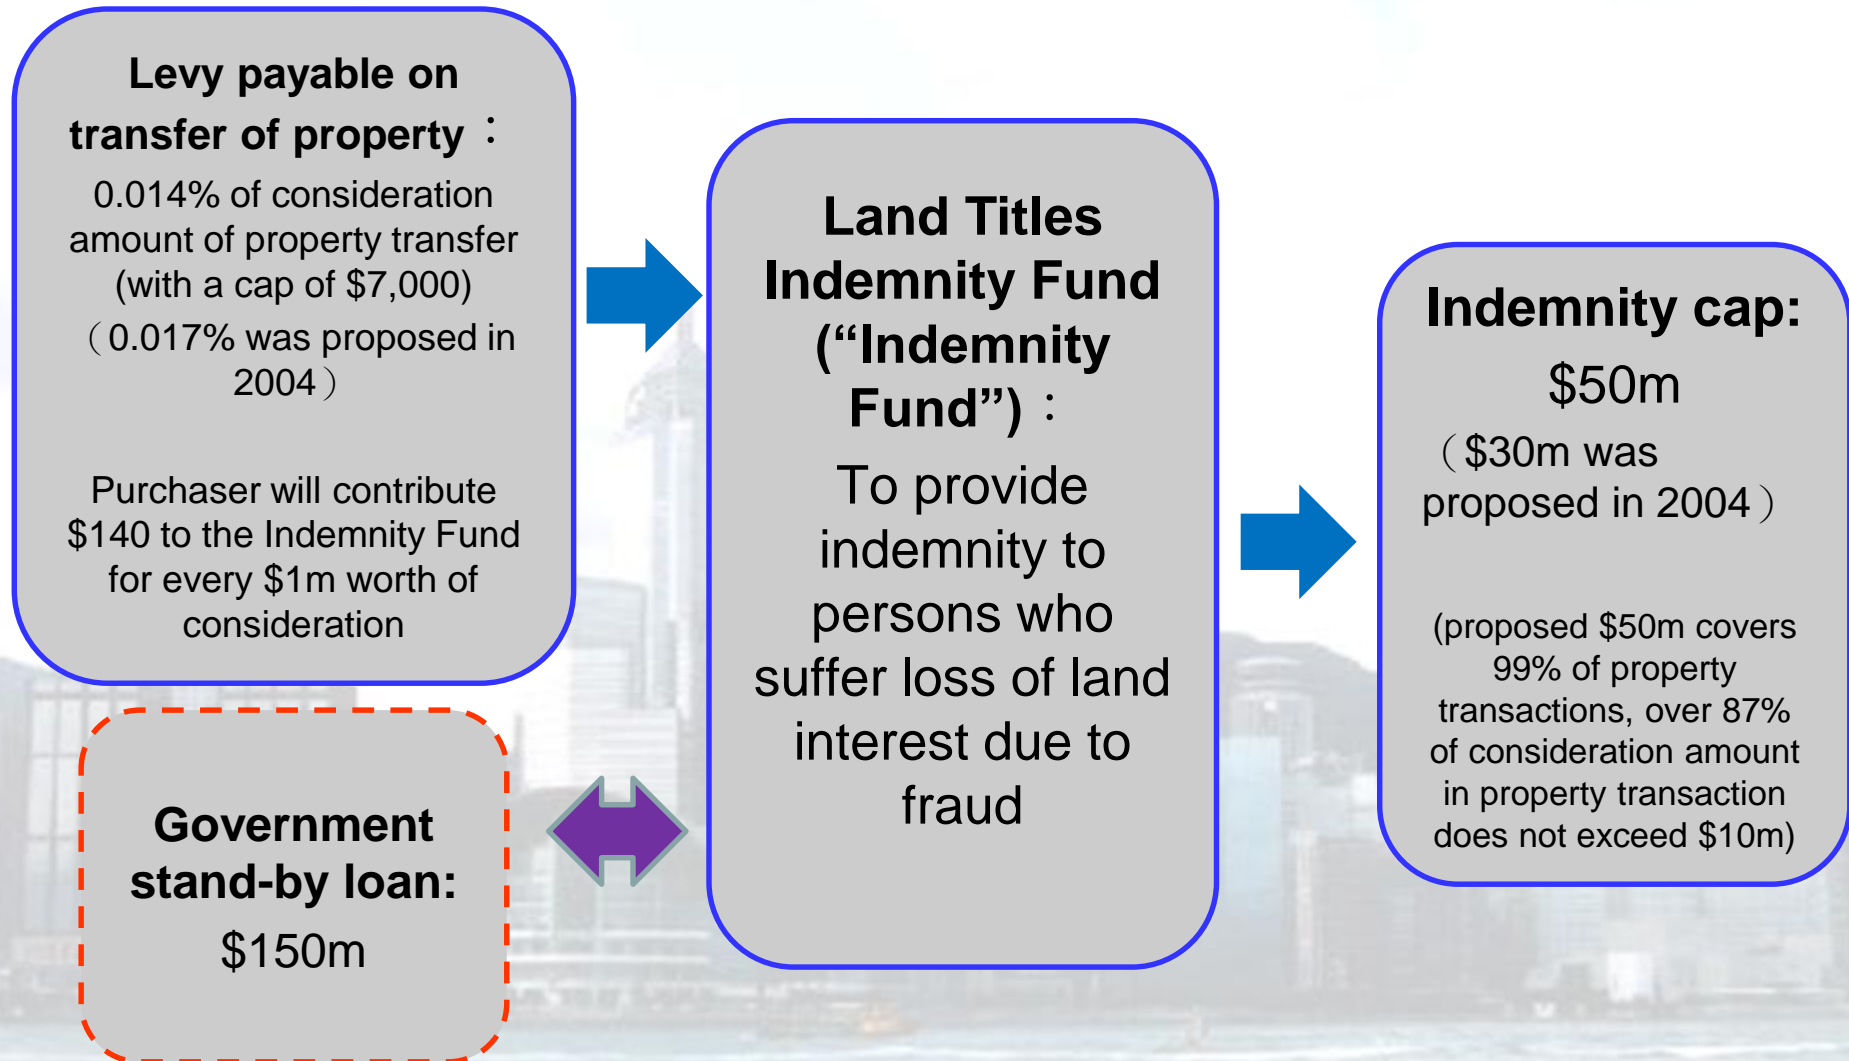 Levy payable on
transfer of property：
0.014% of consideration
amount of property transfer
(with a cap of $7,000)
（0.017% was proposed in
2004）
Purchaser will contribute
$140 to the Indemnity Fund
for every $1m worth of
consideration
Government
stand-by loan:
$150m
Land Titles
Indemnity Fund
(“Indemnity
Fund”)：
To provide
indemnity to
persons who
suffer loss of land
interest due to
fraud
Indemnity cap:
$50m
（$30m was
proposed in 2004）
(proposed $50m covers
99% of property
transactions, over 87%
of consideration amount
in property transaction
does not exceed $10m)